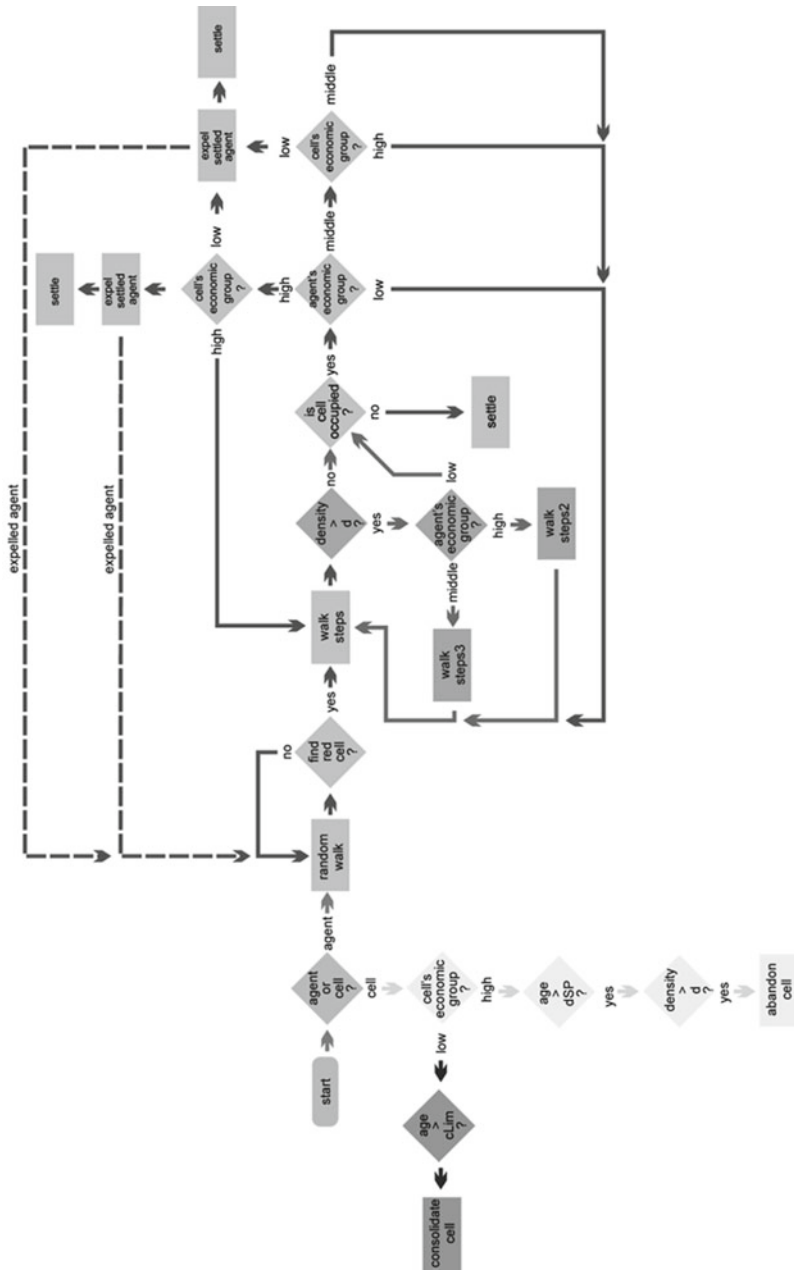 start
agent
or
cell
?
agent
cell
random
walk
find
red
cell
?
no
yes
walk
steps
density
>
d
?
no
yes
is
cell
occupied
?
yes
no
settle
agent's
economic
group
?
high
middle
low
cell's
economic
group
?
high
low
expel
settled
agent
settle
expelled agent
cell's
economic
group
?
middle
low
high
expel
settled
agent
settle
expelled agent
agent's
economic
group
?
low
middle
high
walk
steps3
walk
steps2
cell's
economic
group
?
low
high
age
>
cLim
?
consolidate
cell
age
>
dSP
?
yes
density
>
d
?
yes
abandon
cell